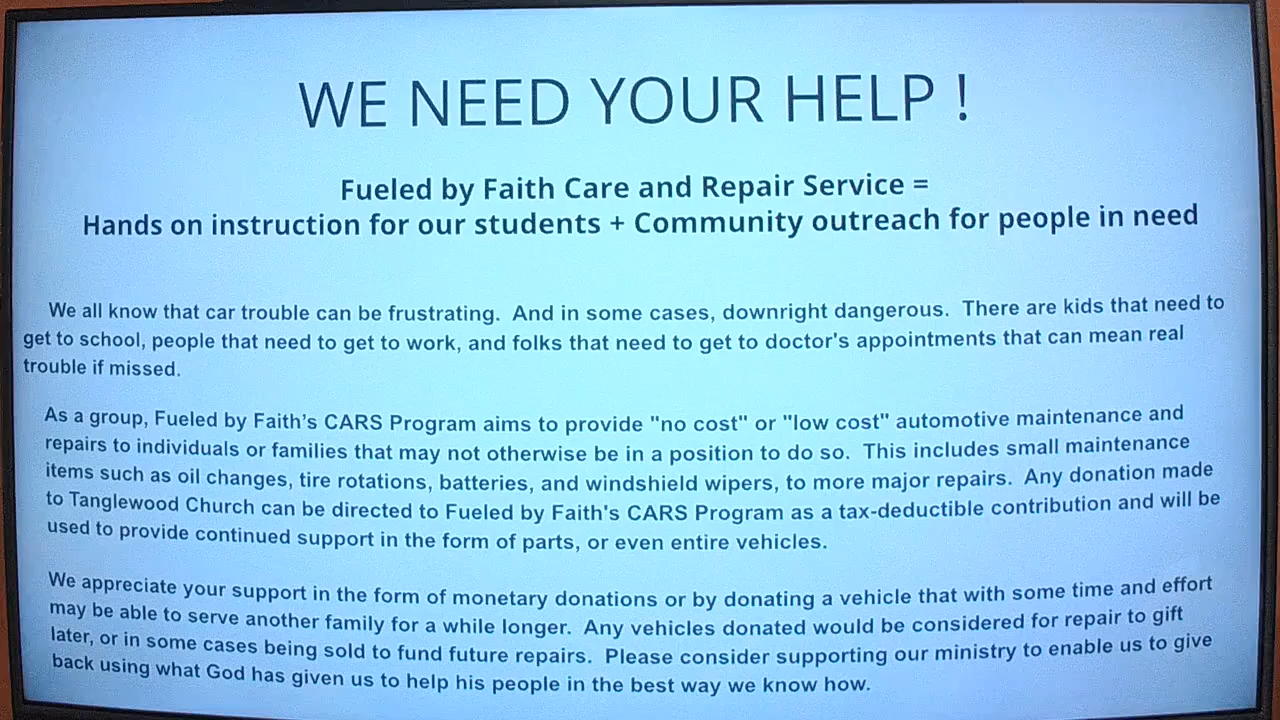 WE NEED YOUR HELP !
Fueled by Faith Care and Repair Service =
Hands on instruction for our students + Community outreach for people in need
We all know that car trouble can be frustrating.  And in some cases, downright dangerous.  There are kids that need to
get to school, people that need to get to work, and folks that need to get to doctor's appointments that can mean real
trouble if missed.
As a group, Fueled by Faith’s CARS Program aims to provide "no cost" or "low cost" automotive maintenance and
repairs to individuals or families that may not otherwise be in a position to do so.  This includes small maintenance
items such as oil changes, tire rotations, batteries, and windshield wipers, to more major repairs.  Any donation made
to Tanglewood Church can be directed to Fueled by Faith's CARS Program as a tax-deductible contribution and will be
used to provide continued support in the form of parts, or even entire vehicles.
We appreciate your support in the form of monetary donations or by donating a vehicle that with some time and effort
may be able to serve another family for a while longer.  Any vehicles donated would be considered for repair to gift
later, or in some cases being sold to fund future repairs.  Please consider supporting our ministry to enable us to give
back using what God has given us to help his people in the best way we know how.